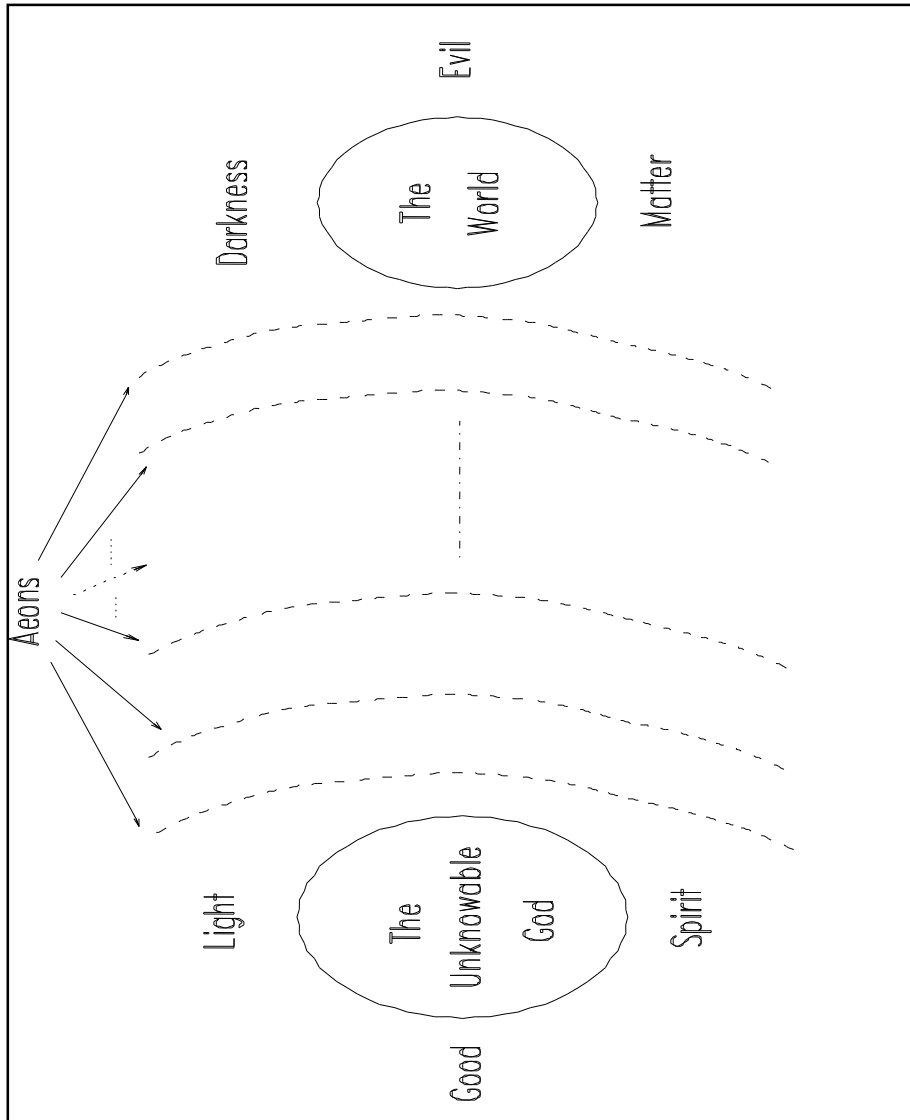 Aeons
Light
Darkness
Good
The
Unknowable
God
The
World
Evil
Spirit
Matter